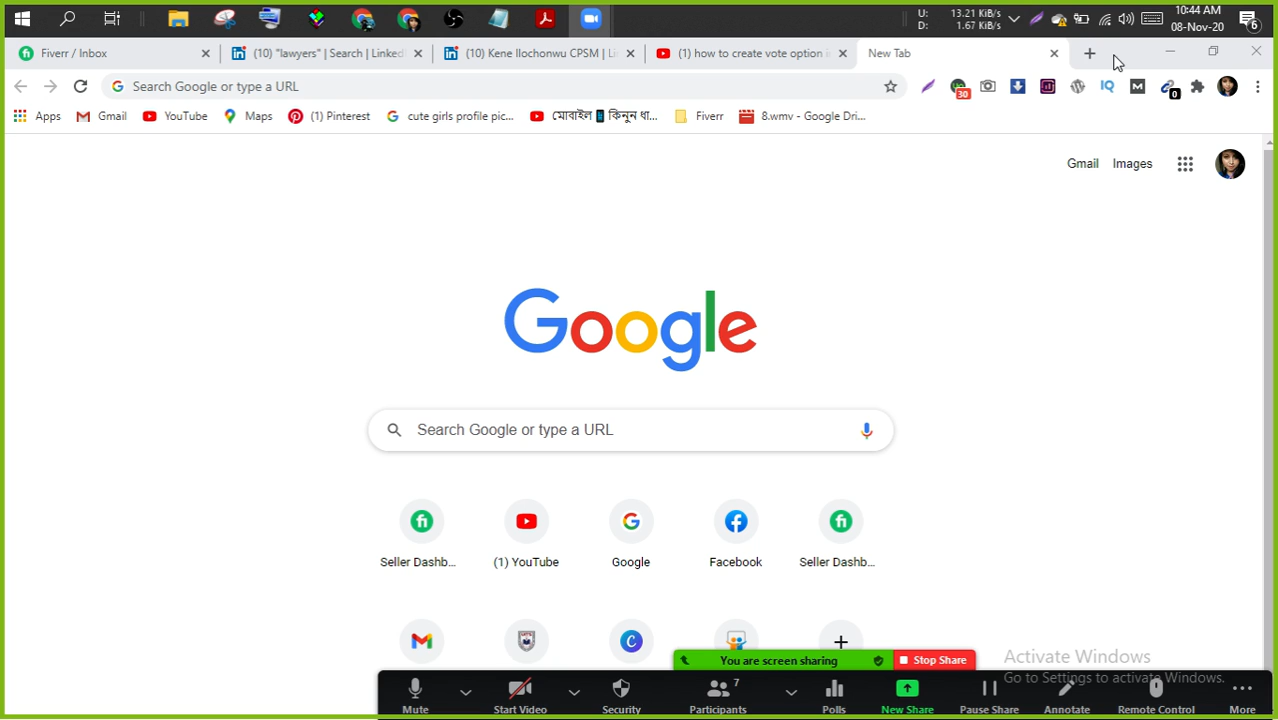 U: 13.21 KiB/s
D: 1.67 KiB/s
10:44 AM
08-Nov-20
6
Fiverr / Inbox
(10) "lawyers" | Search | Linked
(10) Kene Ilochonwu CPSM | Li
(1) how to create vote option i
New Tab
Search Google or type a URL
30
0
Apps
Gmail
YouTube
Maps
(1) Pinterest
cute girls profile pic...
মোবাইল 📱 কিনুন ধা...
Fiverr
8.wmv - Google Dri...
Gmail
Images
Google
Search Google or type a URL
Seller Dashb...
(1) YouTube
Google
Facebook
Seller Dashb...
You are screen sharing
Stop Share
Activate Windows
Go to Settings to activate Windows.
Mute
Start Video
Security
7
Participants
Polls
New Share
Pause Share
Annotate
Remote Control
More